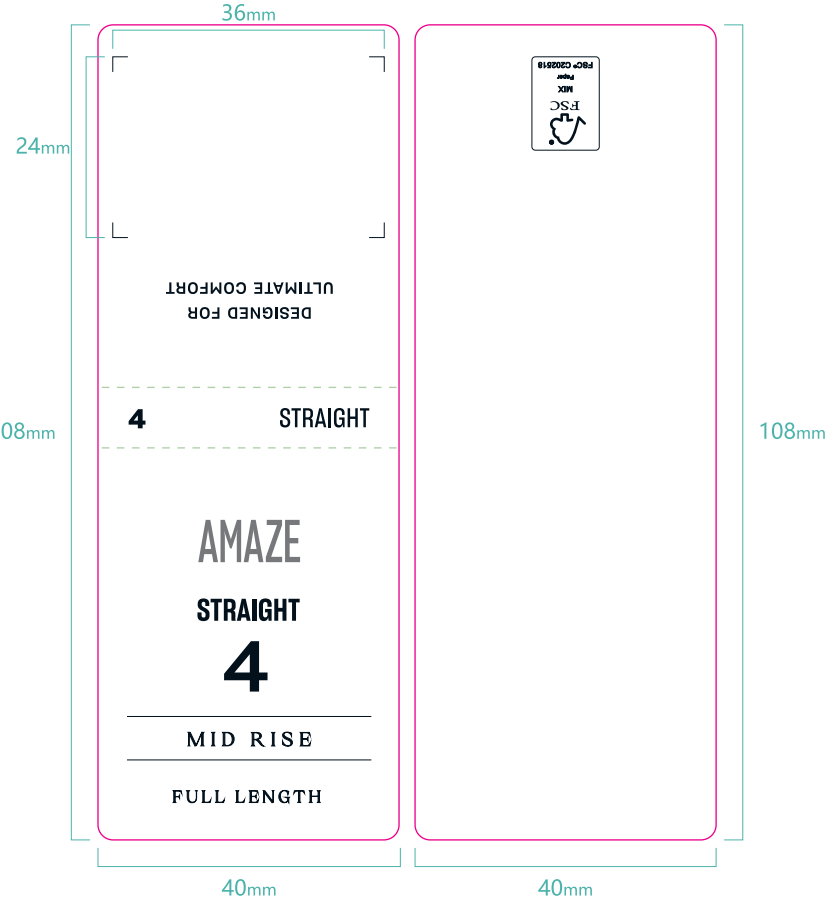 36mm
24mm
ULTIMATE COMFORT
DESIGNED FOR
4 STRAIGHT
AMAZE
STRAIGHT
4
MID RISE
FULL LENGTH
FSC® C202518
Paper
MIX
FSC
08mm
108mm
40mm
40mm